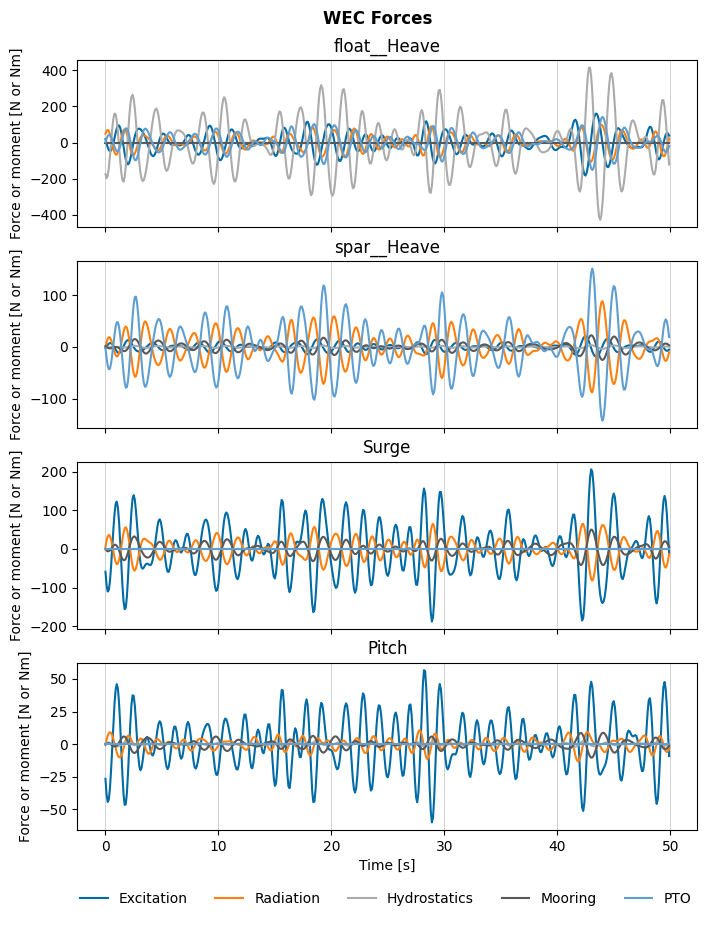 WEC Forces
float__Heave
Force or moment [N or Nm]
400
200
0
−200
−400
spar__Heave
Force or moment [N or Nm]
100
0
−100
Surge
Force or moment [N or Nm]
200
100
0
−100
−200
Pitch
Force or moment [N or Nm]
50
25
0
−25
−50
0 10 20 30 40 50
Time [s]
Excitation Radiation Hydrostatics Mooring PTO